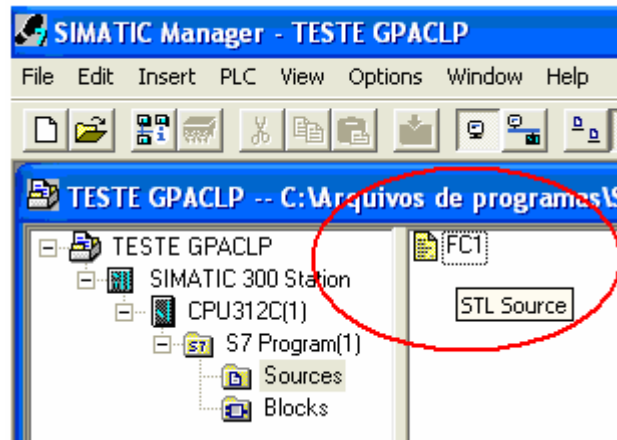 SIMATIC Manager - TESTE GPACLP
File Edit Insert PLC View Options Window Help
TESTE GPACLP -- C:\Arquivos de programas\S
TESTE GPACLP
SIMATIC 300 Station
CPU312C(1)
S7 Program(1)
Sources
Blocks
FC1
STL Source